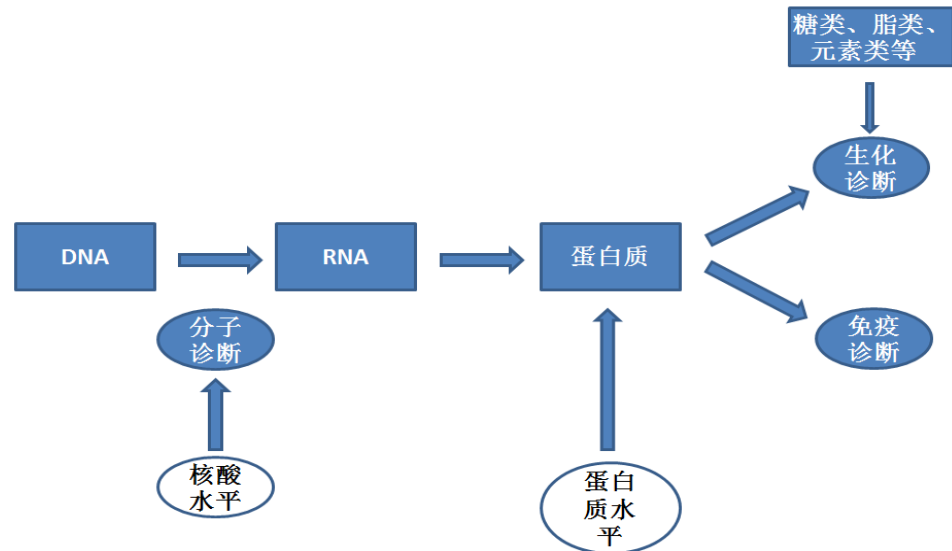 糖类、脂类、
元素类等
生化
诊断
DNA
RNA
蛋白质
分子
诊断
免疫
诊断
核酸
水平
蛋白
质水
平